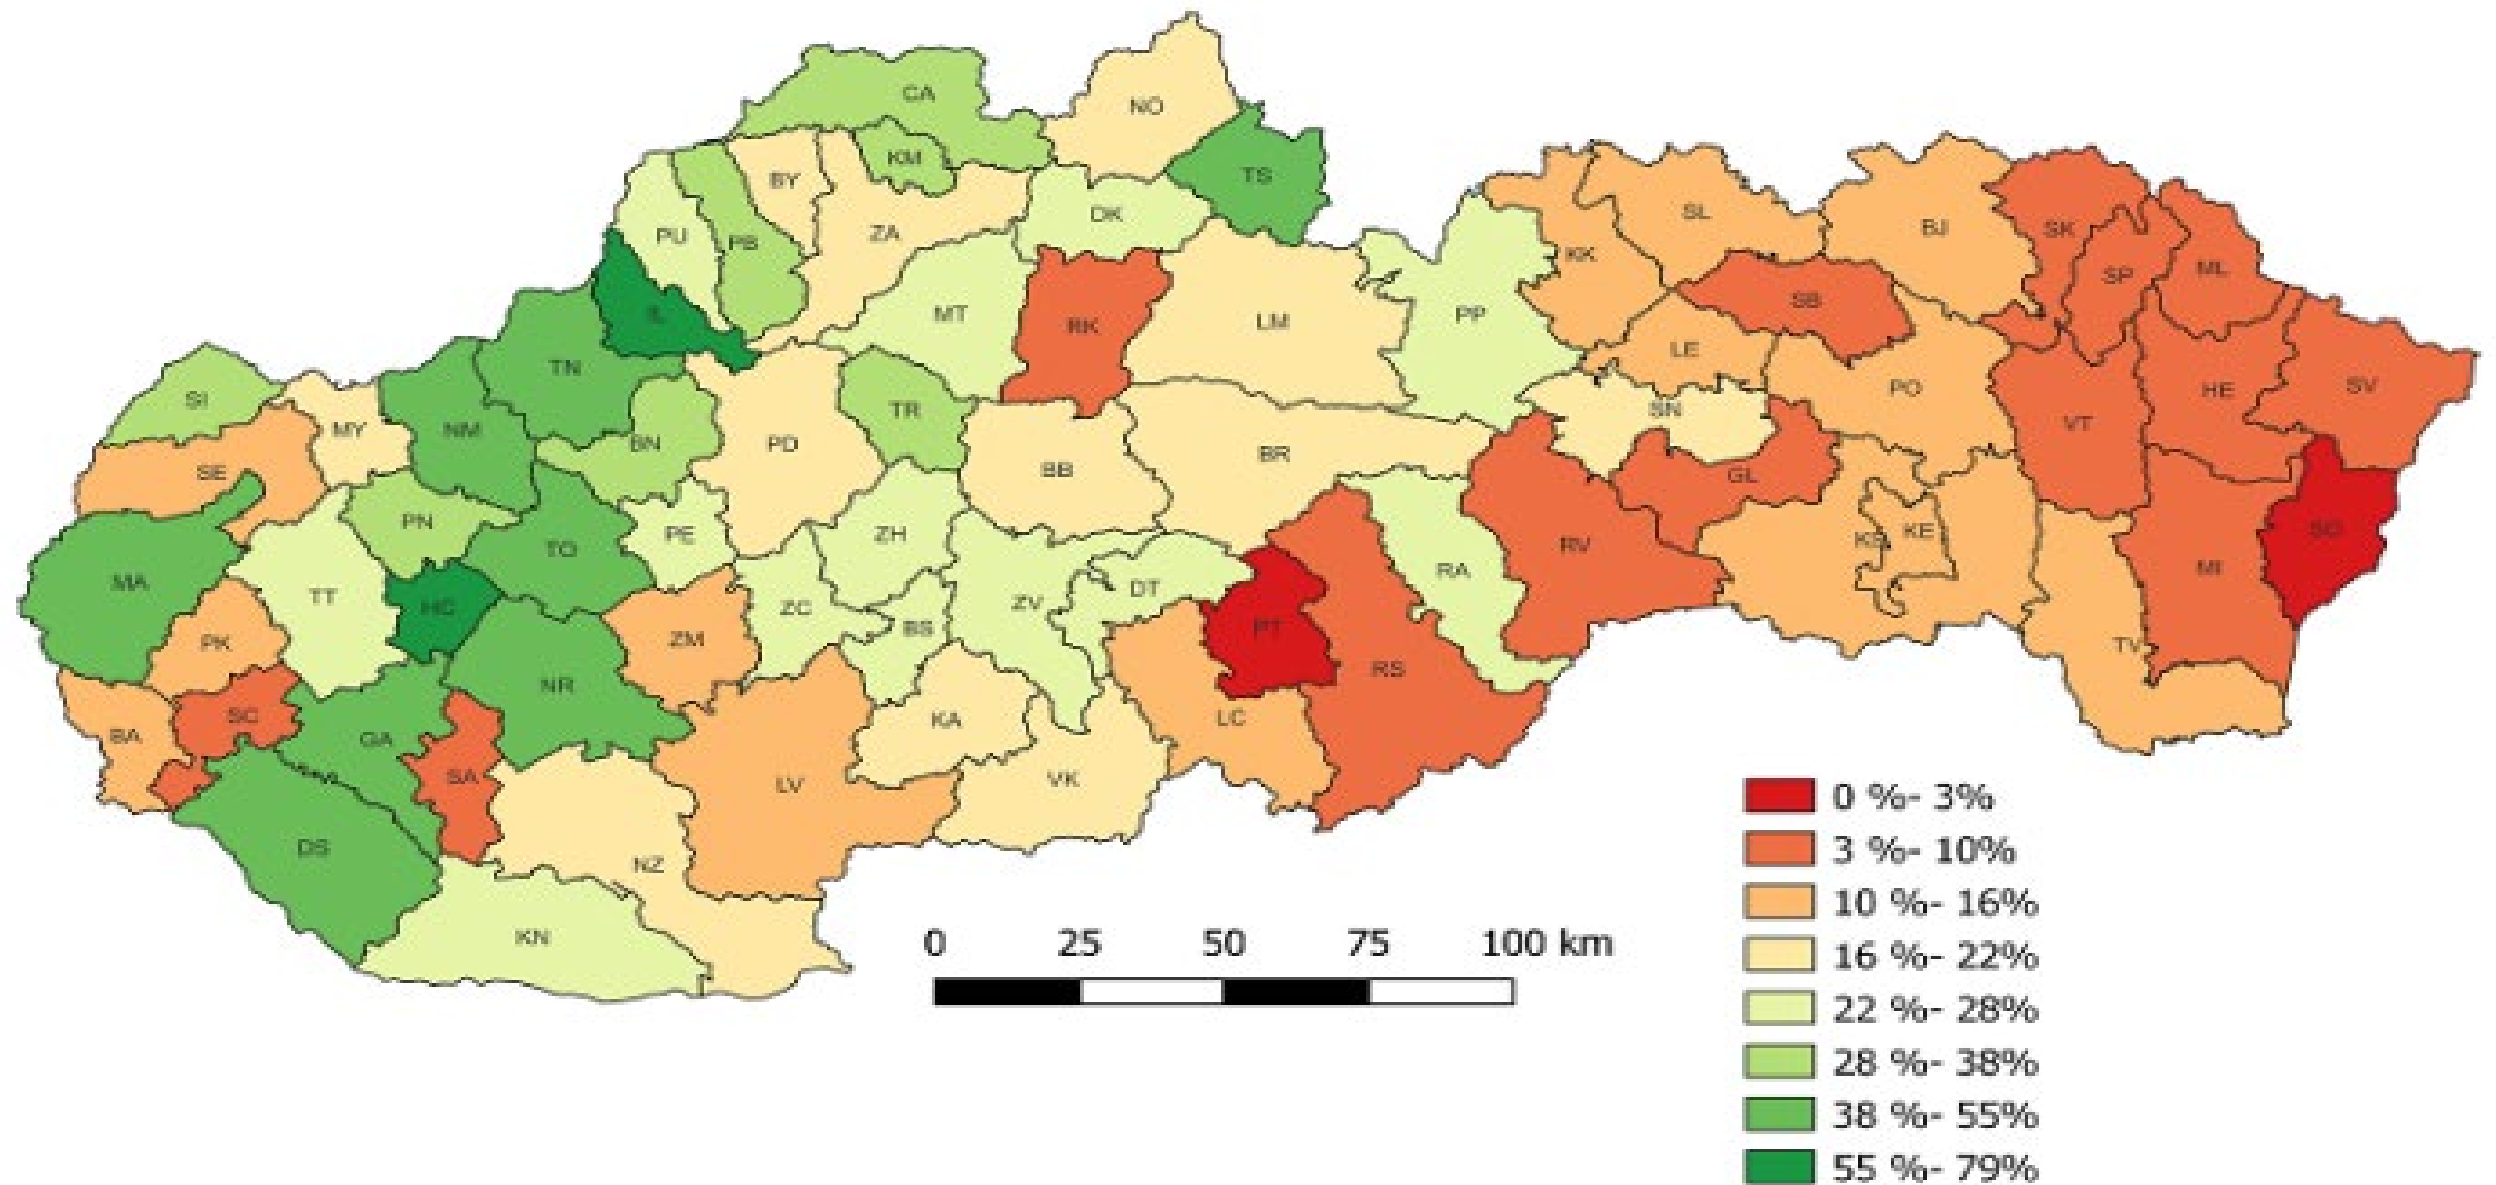 CA
NO
KM
TS
BY
DK
SL
PU
PB
ZA
KK
BJ
SK
SP
ML
IL
MT
RK
LM
PP
SB
TN
LE
SI
TR
PO
HE
SV
MY
NM
BN
PD
SN
VT
SE
BB
BR
GL
PN
PE
ZH
TO
RV
KS
KE
SO
MA
TT
HC
ZC
ZV
DT
RA
MI
PK
ZM
BS
PT
TV
NR
RS
SC
BA
GA
KA
LC
SA
LV
VK
DS
NZ
KN
0 25 50 75 100 km
0 %- 3%
3 %- 10%
10 %- 16%
16 %- 22%
22 %- 28%
28 %- 38%
38 %- 55%
55 %- 79%